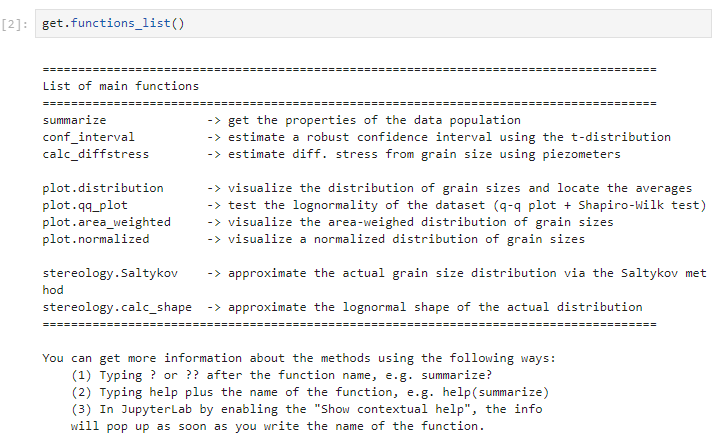 [2]: get.functions_list()
======================================================================================
List of main functions
======================================================================================
summarize              -> get the properties of the data population
conf_interval          -> estimate a robust confidence interval using the t-distribution
calc_diffstress        -> estimate diff. stress from grain size using piezometers

plot.distribution      -> visualize the distribution of grain sizes and locate the averages
plot.qq_plot           -> test the lognormality of the dataset (q-q plot + Shapiro-Wilk test)
plot.area_weighted     -> visualize the area-weighed distribution of grain sizes
plot.normalized        -> visualize a normalized distribution of grain sizes

stereology.Saltykov    -> approximate the actual grain size distribution via the Saltykov met
hod
stereology.calc_shape  -> approximate the lognormal shape of the actual distribution
======================================================================================

You can get more information about the methods using the following ways:
    (1) Typing ? or ?? after the function name, e.g. summarize?
    (2) Typing help plus the name of the function, e.g. help(summarize)
    (3) In JupyterLab by enabling the "Show contextual help", the info
    will pop up as soon as you write the name of the function.